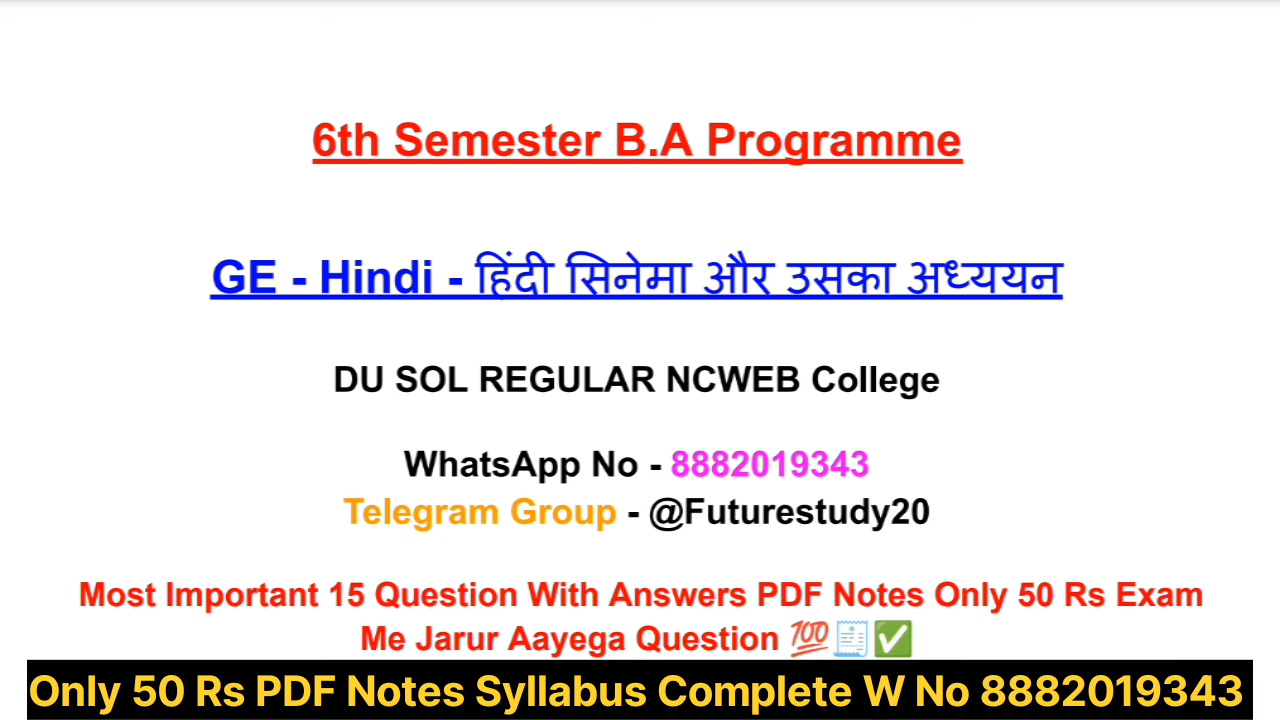 6th Semester B.A Programme
GE - Hindi - हिंदी सिनेमा और उसका अध्ययन
DU SOL REGULAR NCWEB College
WhatsApp No - 8882019343
Telegram Group - @Futurestudy20
Most Important 15 Question With Answers PDF Notes Only 50 Rs Exam
Me Jarur Aayega Question 💯🧾✅
Only 50 Rs PDF Notes Syllabus Complete W No 8882019343